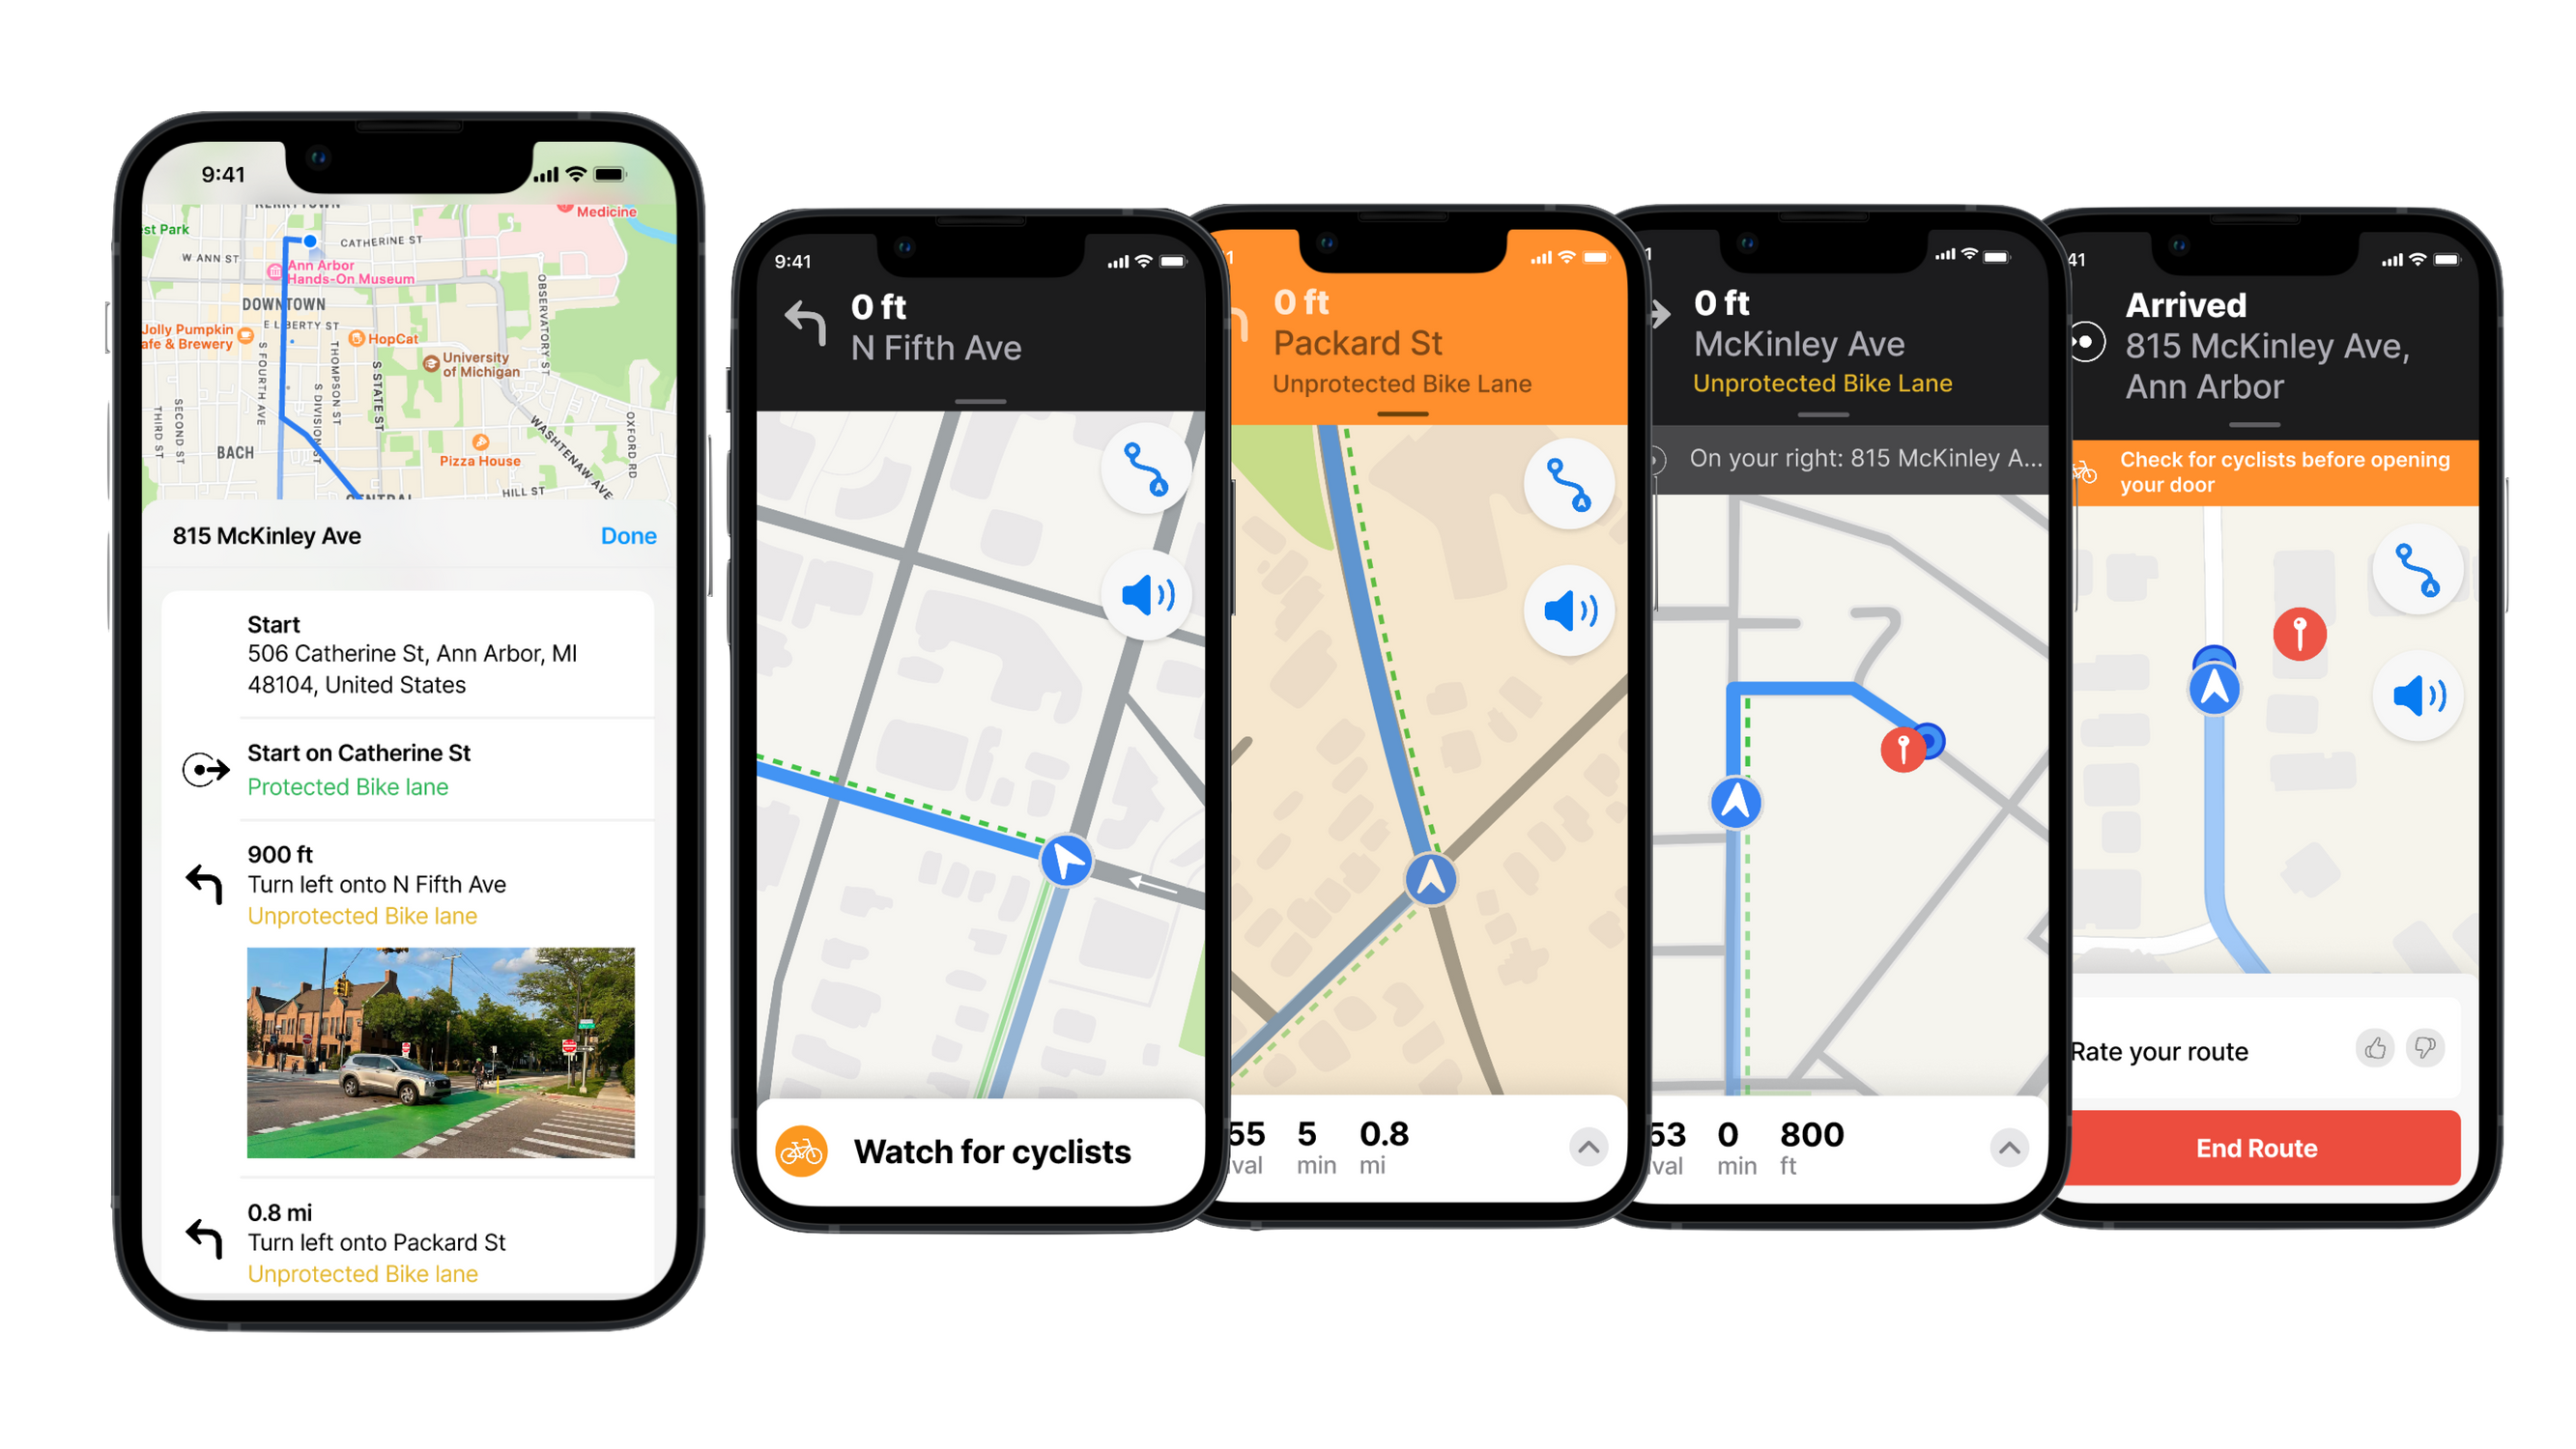 9:41
KERRYTOWN
Medicine
est Park
CATHERINE ST
W ANN ST
Ann Arbor
Hands-On Museum
OBSERVATORY ST
DOWNTOWN
E LIBERTY ST
Jolly Pumpkin
afe & Brewery
HopCat
S FOURTH AVE
THOMPSON ST
S STATE ST
University
of Michigan
S DIVISION ST
THIRD ST
SECOND ST
WASHTENAW AVE
OXFORD RD
BACH
Pizza House
CENTRAL
HILL ST
815 McKinley Ave
Done
Start
506 Catherine St, Ann Arbor, MI
48104, United States
Start on Catherine St
Protected Bike lane
900 ft
Turn left onto N Fifth Ave
Unprotected Bike lane
0.8 mi
Turn left onto Packard St
Unprotected Bike lane
9:41
0 ft
N Fifth Ave
A
Watch for cyclists
1
0 ft
Packard St
Unprotected Bike Lane
A
55 5 0.8
val min mi
1
0 ft
McKinley Ave
Unprotected Bike Lane
On your right: 815 McKinley A...
53 0 800
val min ft
41
Arrived
815 McKinley Ave,
Ann Arbor
Check for cyclists before opening
your door
A
Rate your route
End Route